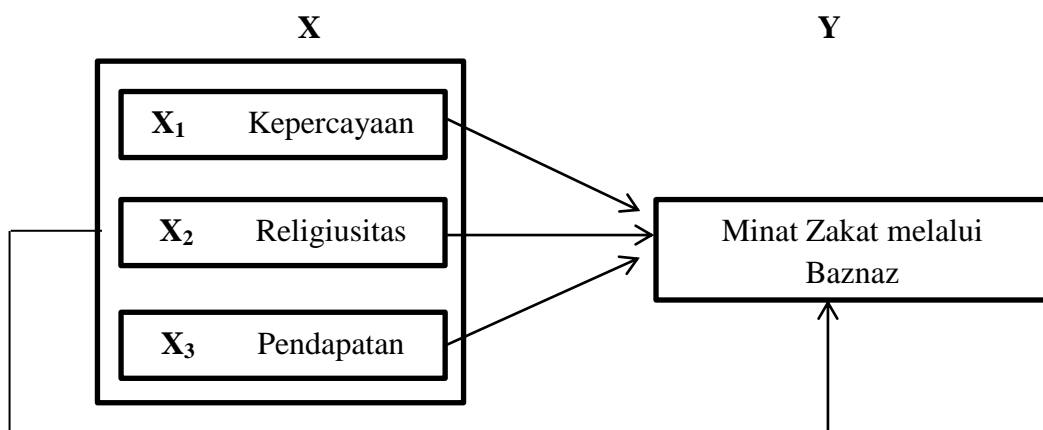 X Y
X₁ Kepercayaan
X₂ Religiusitas
X₃ Pendapatan
Minat Zakat melalui
Baznaz